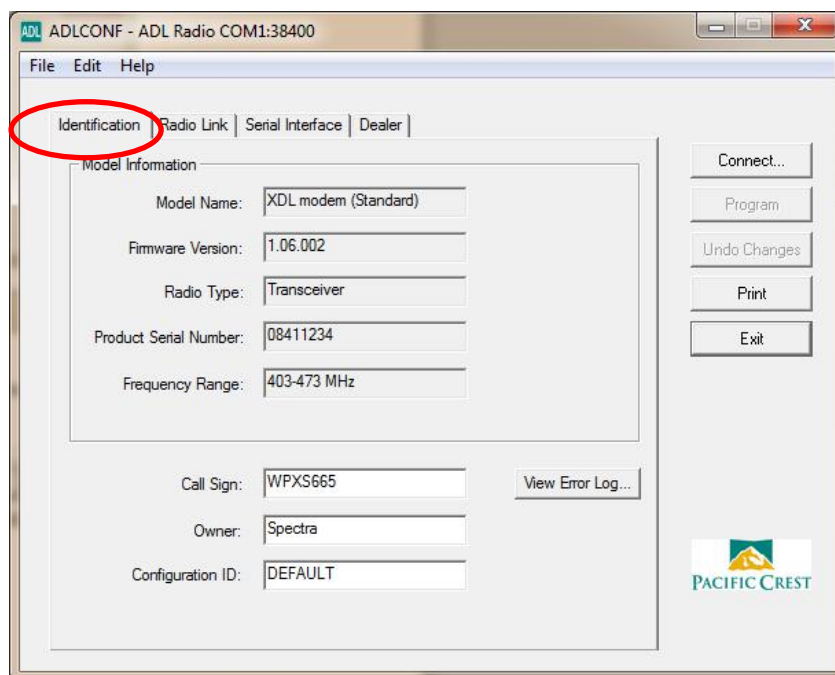 ADL ADLCONF - ADL Radio COM1:38400
File Edit Help
Identification Radio Link Serial Interface Dealer
Model Information
Model Name: XDL modem (Standard)
Firmware Version: 1.06.002
Radio Type: Transceiver
Product Serial Number: 08411234
Frequency Range: 403-473 MHz
Call Sign: WPXS665
View Error Log...
Owner: Spectra
Configuration ID: DEFAULT
Connect...
Program
Undo Changes
Print
Exit
PACIFIC CREST